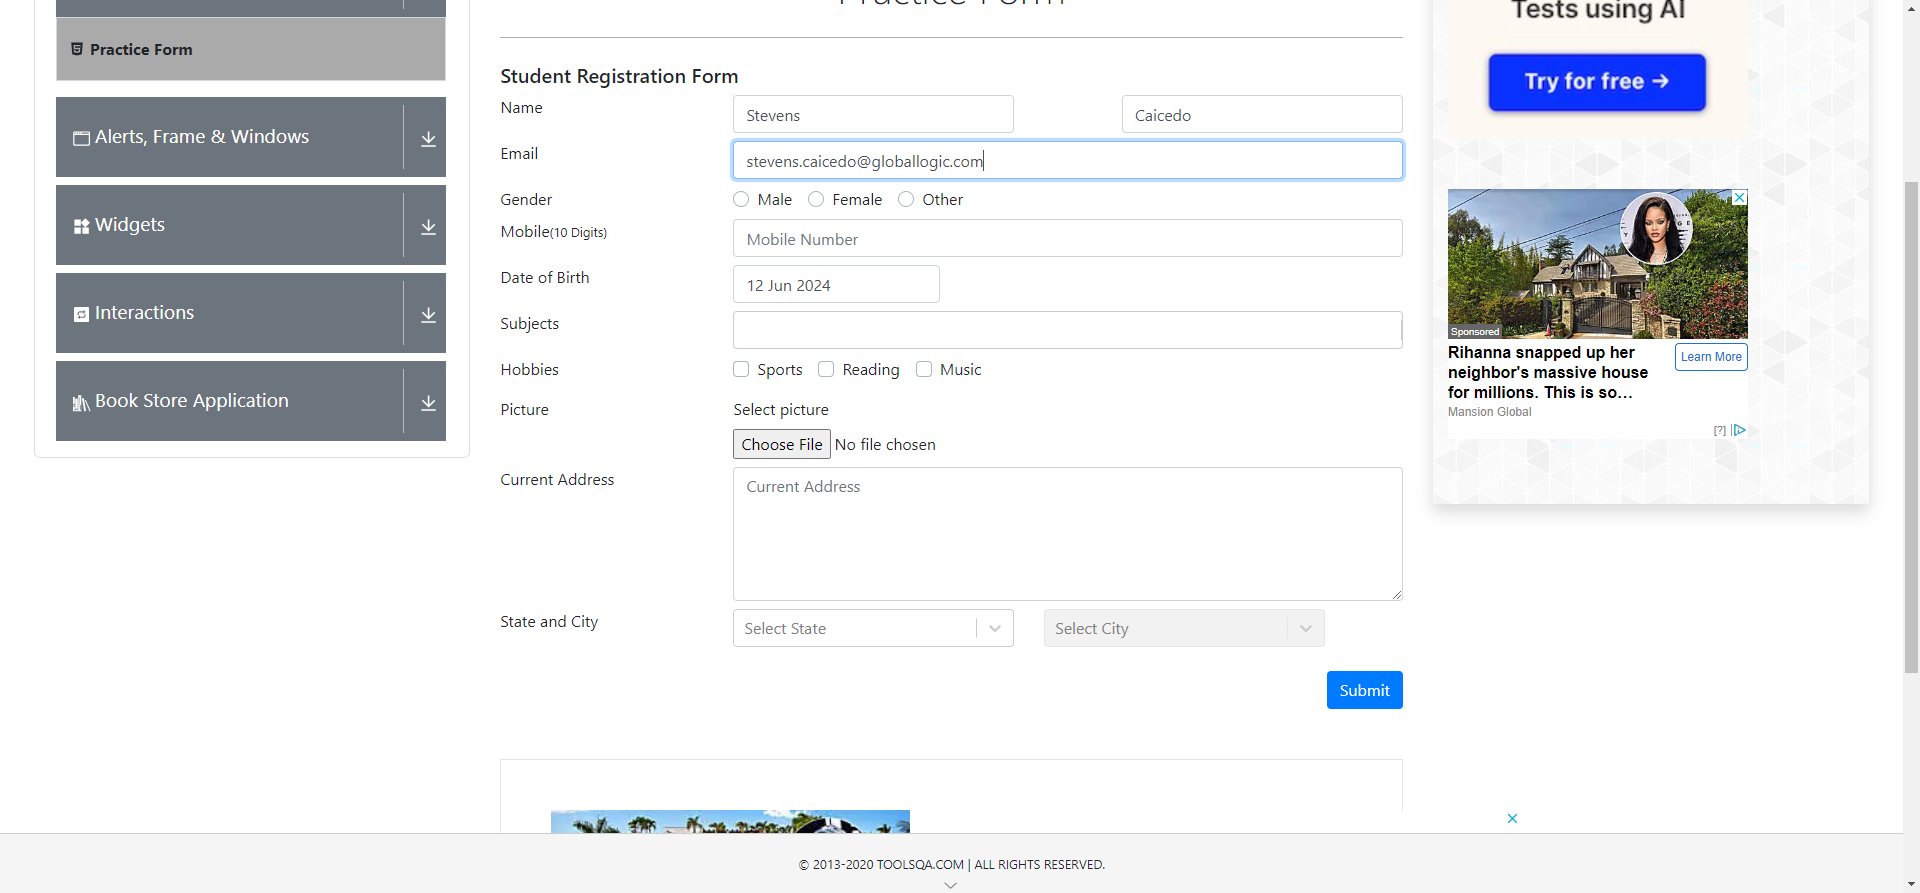 Practice Form
Practice Form
Alerts, Frame & Windows
Widgets
Interactions
Book Store Application
Student Registration Form
Name
Stevens
Caicedo
Email
stevens.caicedo@globallogic.com
Gender
Male
Female
Other
Mobile(10 Digits)
Mobile Number
Date of Birth
12 Jun 2024
Subjects
Hobbies
Sports
Reading
Music
Picture
Select picture
Choose File No file chosen
Current Address
Current Address
State and City
Select State
Select City
Submit
Tests using AI
Try for free →
Sponsored
Rihanna snapped up her
neighbor's massive house
for millions. This is so...
Learn More
Mansion Global
[?]
© 2013-2020 TOOLSQA.COM | ALL RIGHTS RESERVED.